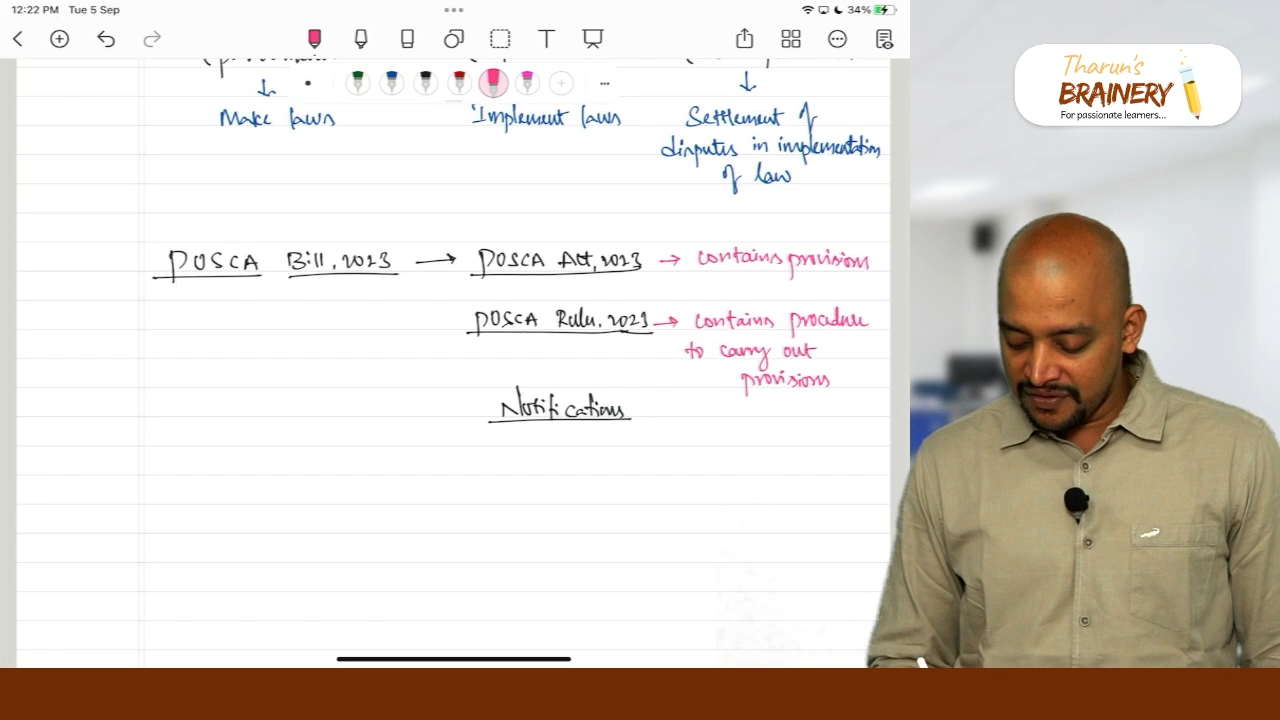 12:22 PM Tue 5 Sep
34%
Tharun's
BRAINERY
For passionate learners...
Make laws
Implement laws
Settlement of
disputes in implementation
of law
POSCA Bill, 2023 → POSCA Act, 2023 → contains provisions
POSCA Rules, 2023 → contains procedure
to carry out
provisions
Notifications